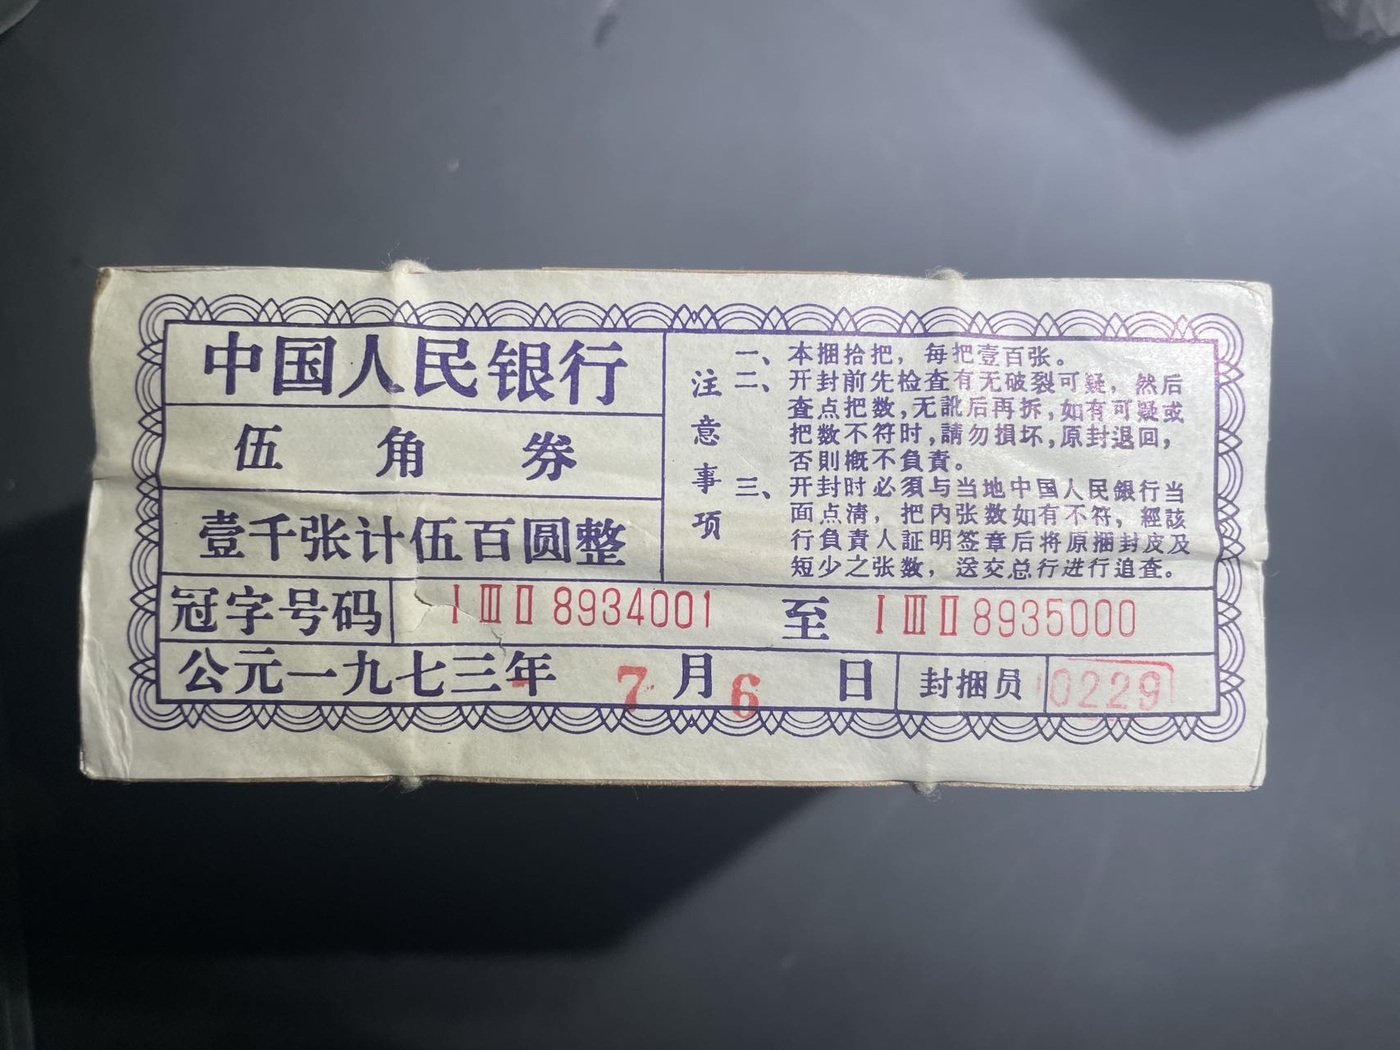 中国人民银行
伍角券
壹千张计伍百圆整
注意事项
一、本捆拾把，每把壹百张。
二、开封前先检查有无破裂可疑，然后
查点把数,无訛后再拆,如有可疑或
把数不符时,請勿損坏,原封退回,
否則概不負責。
三、开封时必須与当地中国人民銀行当
面点清，把内张数如有不符，經該
行負責人証明签章后将原捆封皮及
短少之张数，送交总行进行追查。
冠字号码 I III II 8934001 至 I III II 8935000
公元一九七三年 7 月 6 日 封捆员 0229